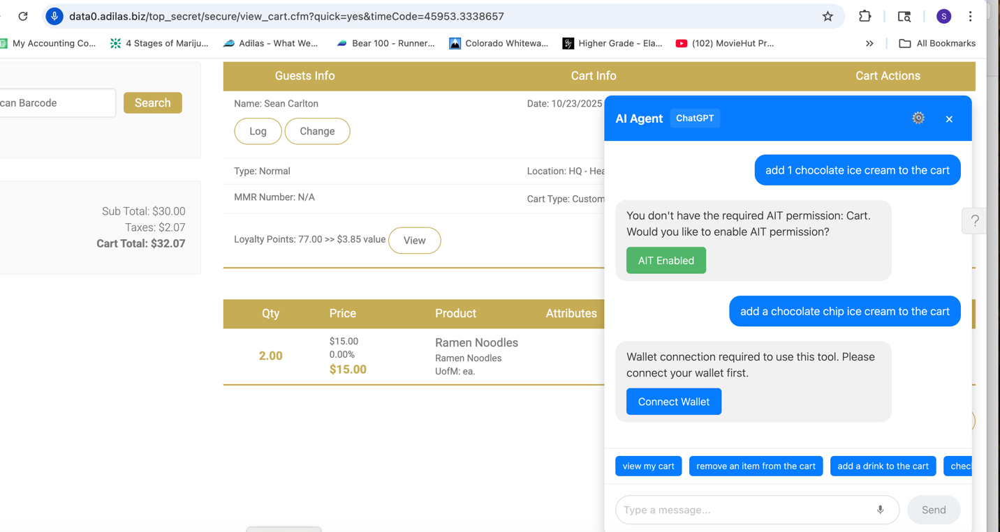 data0.adilas.biz/top_secret/secure/view_cart.cfm?quick=yes&timeCode=45953.3338657
S
My Accounting Co...
4 Stages of Mariju...
Adilas - What We...
Bear 100 - Runner...
Colorado Whitewa...
Higher Grade - Ela...
(102) MovieHut Pr...
»
All Bookmarks
can Barcode
Search
Sub Total: $30.00
Taxes: $2.07
Cart Total: $32.07
Guests Info
Cart Info
Cart Actions
Name: Sean Carlton
Date: 10/23/2025
Log
Change
Type: Normal
Location: HQ - Hea
MMR Number: N/A
Cart Type: Custom
Loyalty Points: 77.00 >> $3.85 value
View
Qty
Price
Product
Attributes
2.00
$15.00
0.00%
$15.00
Ramen Noodles
Ramen Noodles
UofM: ea.
AI Agent
ChatGPT
×
add 1 chocolate ice cream to the cart
You don't have the required AIT permission: Cart.
Would you like to enable AIT permission?
AIT Enabled
add a chocolate chip ice cream to the cart
Wallet connection required to use this tool. Please
connect your wallet first.
Connect Wallet
view my cart
remove an item from the cart
add a drink to the cart
chec
Type a message...
Send
?